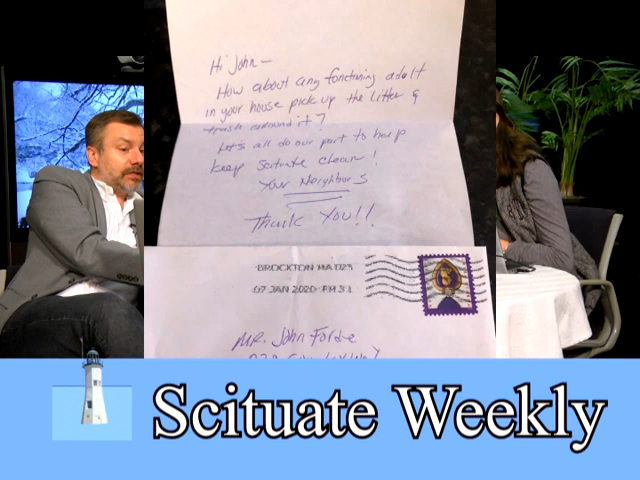 Hi John —
How about any functioning adult
in your house pick up the litter &
trash around it?
Let's all do our part to help
keep Scituate clean!
Your Neighbors
Thank You!!
BROCKTON MA 023
07 JAN 2020 PM 3 L
Mr. John Forde
Scituate Weekly